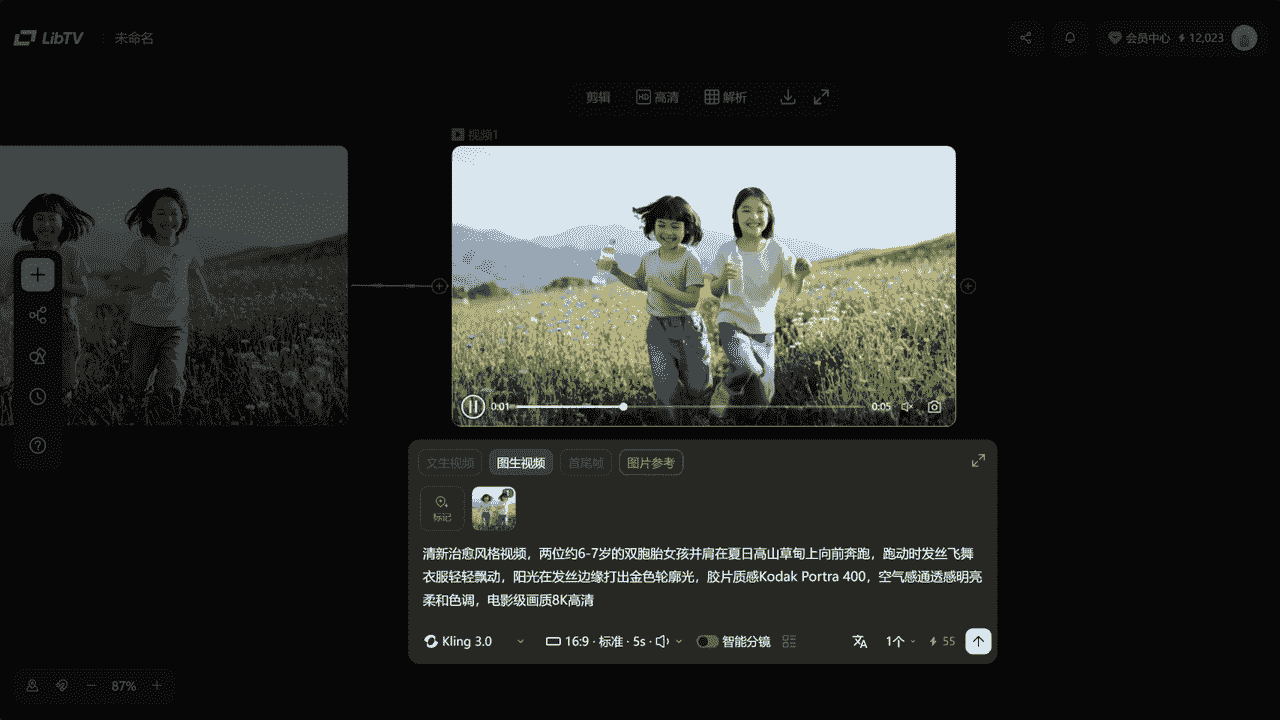 LibTV
未命名
会员中心
12,023
剪辑
HD 高清
解析
视频1
0:01
0:05
文生视频
图生视频
首尾帧
图片参考
标记
1
清新治愈风格视频，两位约6-7岁的双胞胎女孩并肩在夏日高山草甸上向前奔跑，跑动时发丝飞舞
衣服轻轻飘动，阳光在发丝边缘打出金色轮廓光，胶片质感Kodak Portra 400，空气感通透感明亮
柔和色调，电影级画质8K高清
Kling 3.0
16:9 · 标准 · 5s ·
智能分镜
1个
55
87%